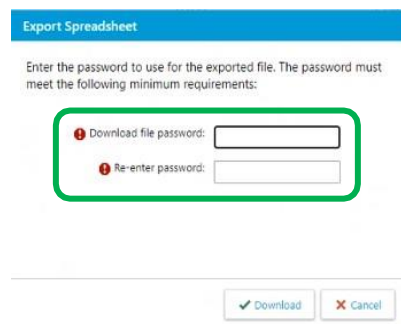 Export Spreadsheet
Enter the password to use for the exported file. The password must
meet the following minimum requirements:
Download file password:
Re-enter password:
Download
Cancel